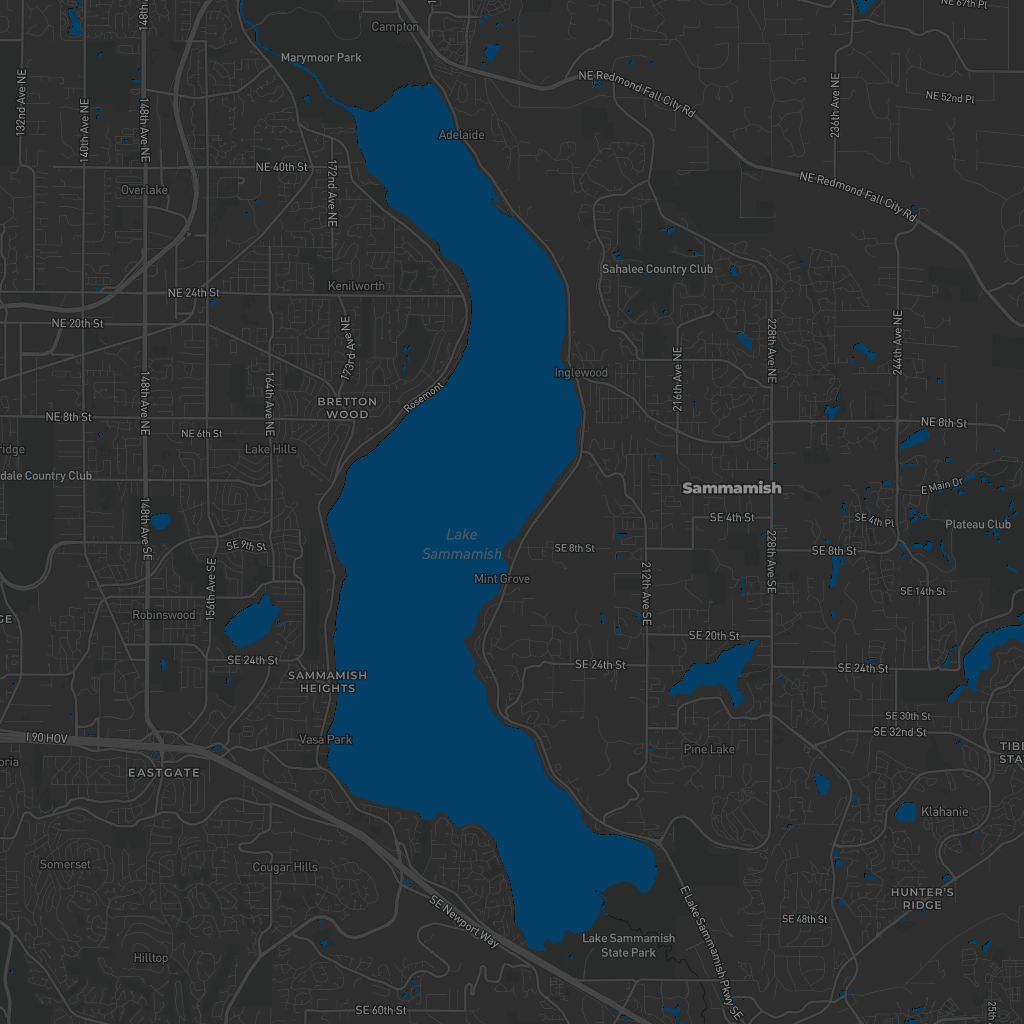 NE 67th Pl
148th
Campton
Marymoor Park
NE Redmond Fall City Rd
NE 52nd Pl
132nd Ave NE
140th Ave NE
148th Ave NE
236th Ave NE
Adelaide
NE 40th St
172nd Ave NE
Overlake
NE Redmond Fall City Rd
Sahalee Country Club
Kenilworth
NE 24th St
NE 20th St
173rd Ave NE
228th Ave NE
244th Ave NE
216th Ave NE
Inglewood
148th Ave NE
164th Ave NE
BRETTON
WOOD
Rosemont
NE 8th St
NE 6th St
NE 8th St
Lake Hills
ridge
dale Country Club
Sammamish
E Main Dr
SE 4th St
SE 4th Pl
Plateau Club
148th Ave SE
Lake
Sammamish
SE 9th St
SE 8th St
228th Ave SE
SE 8th St
Mint Grove
156th Ave SE
212th Ave SE
SE 14th St
Robinswood
GE
SE 20th St
SE 24th St
SE 24th St
SE 24th St
SAMMAMISH
HEIGHTS
SE 30th St
SE 32nd St
I 90 HOV
Vasa Park
Pine Lake
TIBE
STA
oria
EASTGATE
Klahanie
Somerset
Cougar Hills
HUNTER'S
RIDGE
SE Newport Way
E Lake Sammamish Pkwy SE
SE 48th St
Lake Sammamish
State Park
Hilltop
SE 60th St
25th